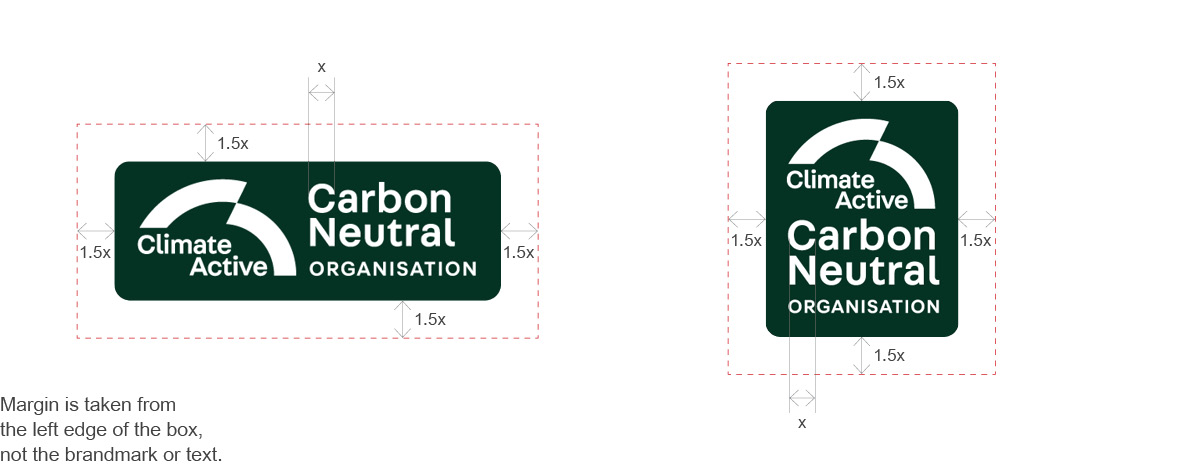 x
1.5x
Climate
Active
Carbon
Neutral
ORGANISATION
1.5x
1.5x
1.5x
Margin is taken from
the left edge of the box,
not the brandmark or text.
1.5x
Climate
Active
Carbon
Neutral
ORGANISATION
1.5x
1.5x
1.5x
x